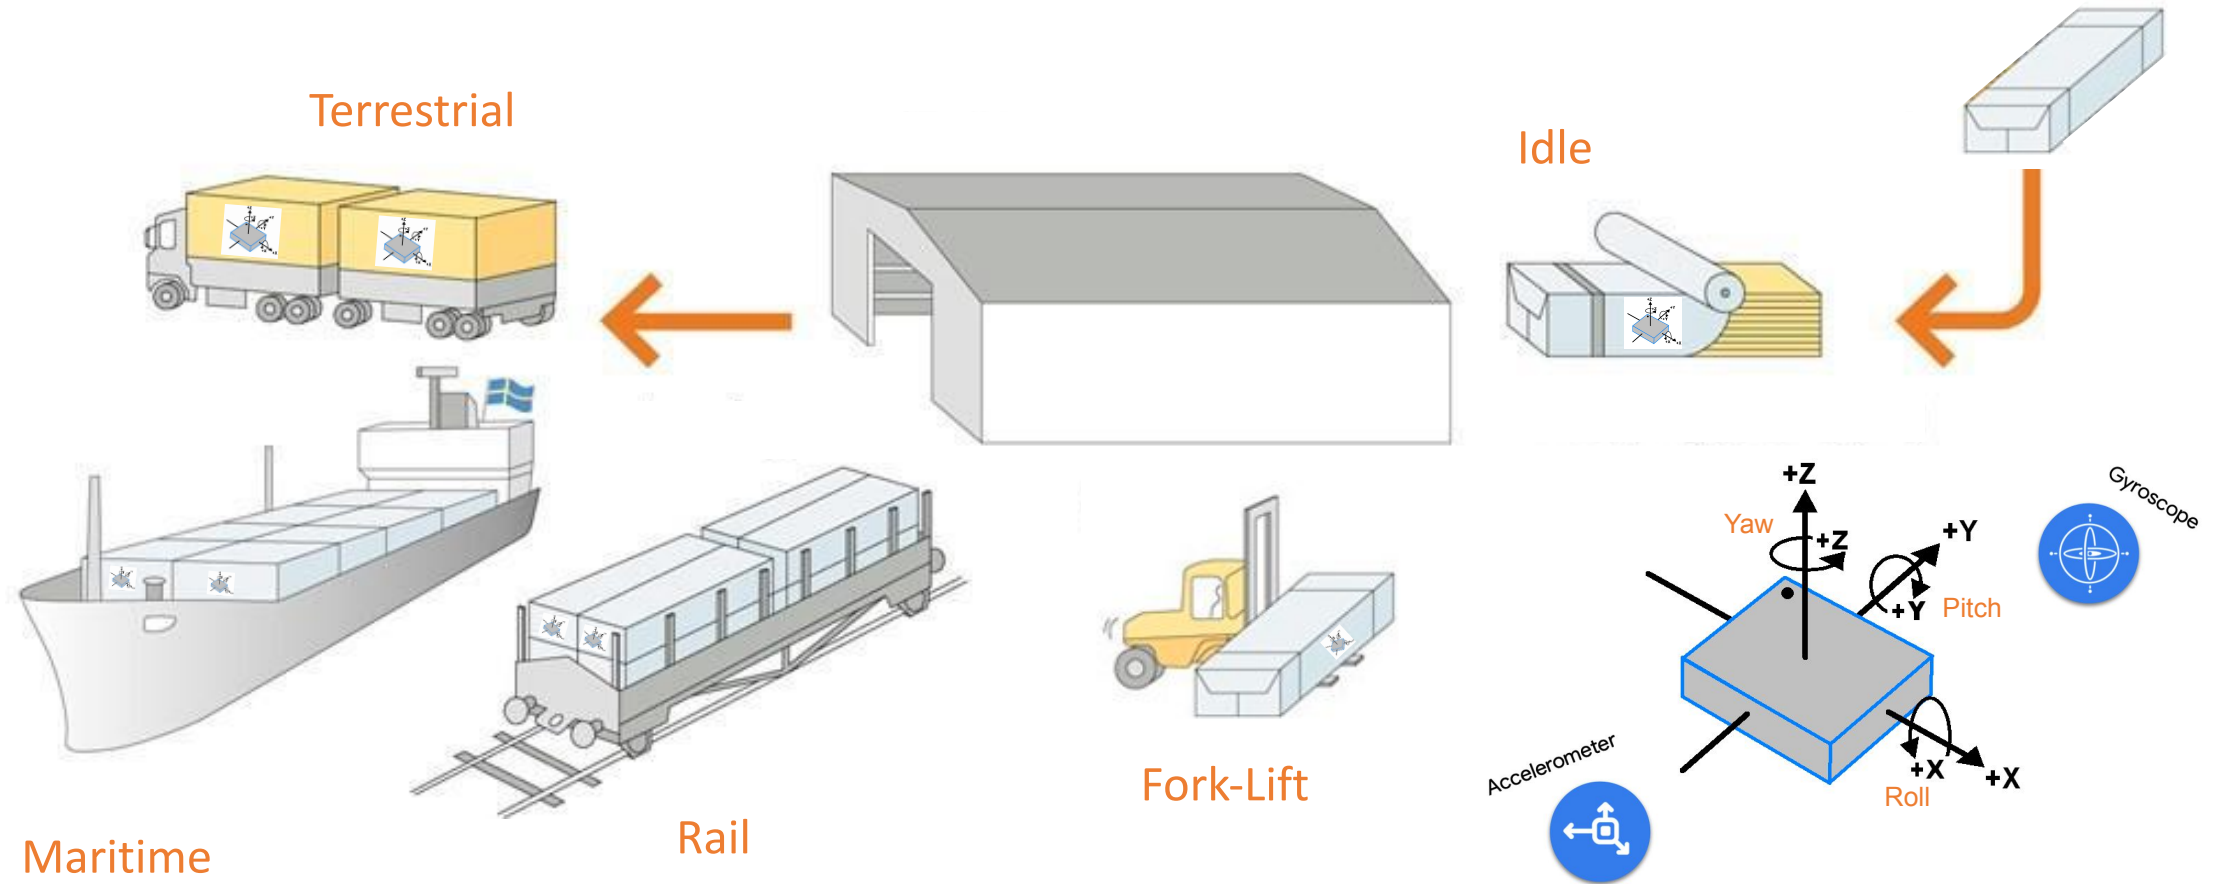 Terrestrial
Idle
Maritime
Rail
Fork-Lift
+Z
Yaw
+Z
+Y
+Y
Pitch
Gyroscope
Accelerometer
+X
+X
Roll